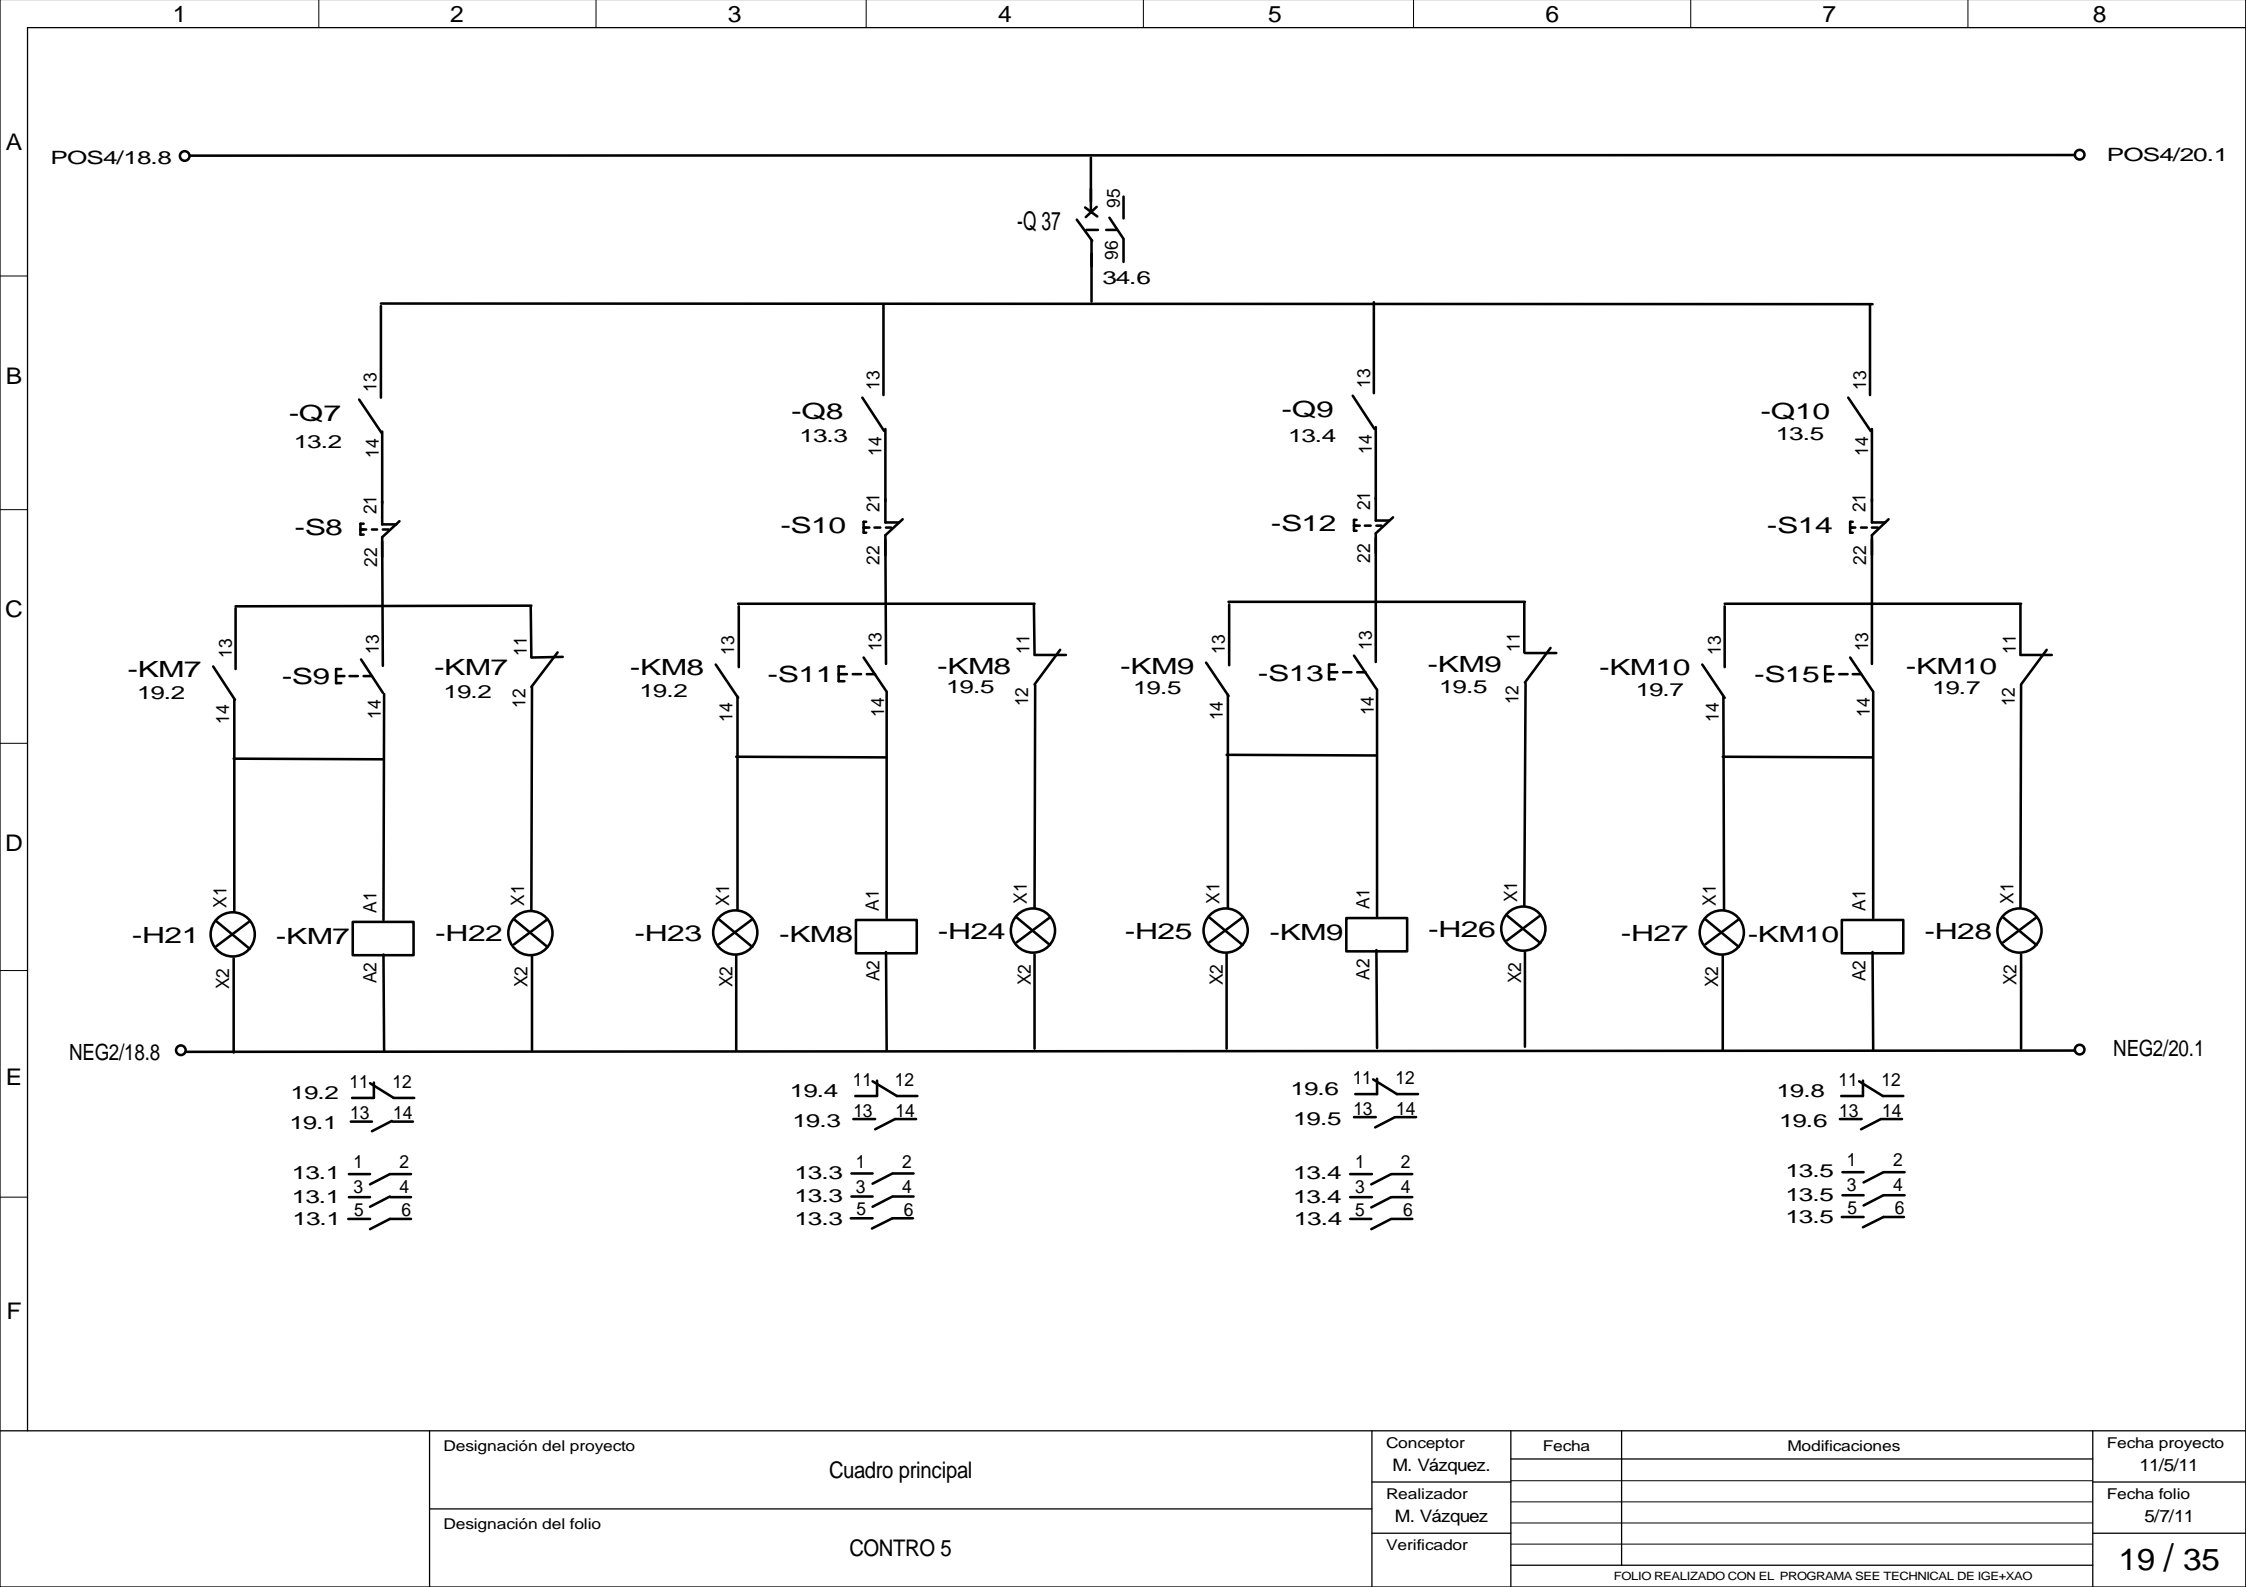 1 2 3 4 5 6 7 8
A
POS4/18.8 POS4/20.1
-Q 37 95 96
34.6
B
13 13 13 13
-Q7 -Q8 -Q9 -Q10
13.2 13.3 13.4 13.5
14 14 14 14
21 21 21 21
-S8 -S10 -S12 -S14
22 22 22 22
C
13 13 11 13 13 11 13 13 11 13 13 11
-KM7 -S9 -KM7 -KM8 -S11 -KM8 -KM9 -S13 -KM9 -KM10 -S15 -KM10
19.2 19.2 19.2 19.5 19.5 19.5 19.7 19.7
14 14 12 14 14 12 14 14 12 14 14 12
D
X1 A1 X1 X1 A1 X1 X1 A1 X1 X1 A1 X1
-H21 -KM7 -H22 -H23 -KM8 -H24 -H25 -KM9 -H26 -H27 -KM10 -H28
X2 A2 X2 X2 A2 X2 X2 A2 X2 X2 A2 X2
NEG2/18.8 NEG2/20.1
E
19.2 11 12 19.4 11 12 19.6 11 12 19.8 11 12
19.1 13 14 19.3 13 14 19.5 13 14 19.6 13 14
13.1 1 2 13.3 1 2 13.4 1 2 13.5 1 2
13.1 3 4 13.3 3 4 13.4 3 4 13.5 3 4
13.1 5 6 13.3 5 6 13.4 5 6 13.5 5 6
F
Designación del proyecto
Cuadro principal
Designación del folio
CONTRO 5
Conceptor
M. Vázquez.
Realizador
M. Vázquez
Verificador
Fecha Modificaciones
FOLIO REALIZADO CON EL PROGRAMA SEE TECHNICAL DE IGE+XAO
Fecha proyecto
11/5/11
Fecha folio
5/7/11
19 / 35